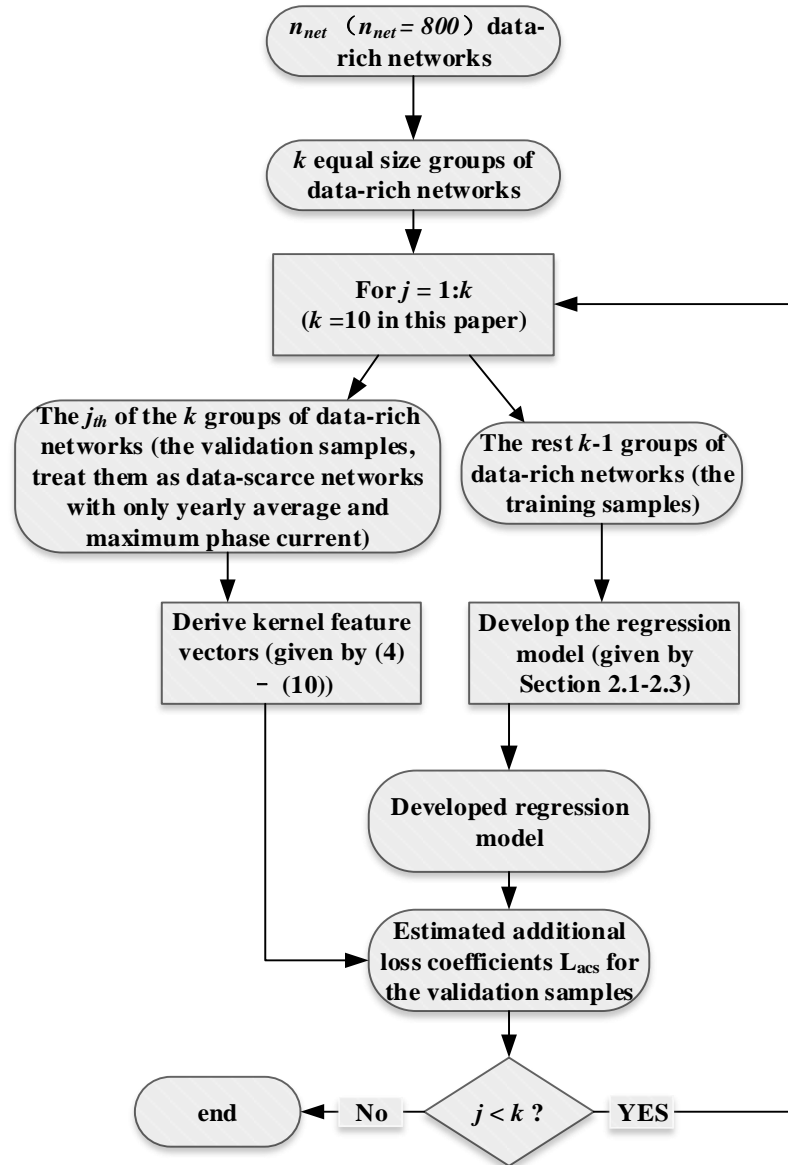 n_net （n_net = 800）data-
rich networks
k equal size groups of
data-rich networks
For j = 1:k
(k =10 in this paper)
The j_th of the k groups of data-rich
networks (the validation samples,
treat them as data-scarce networks
with only yearly average and
maximum phase current)
The rest k-1 groups of
data-rich networks (the
training samples)
Derive kernel feature
vectors (given by (4)
– (10))
Develop the regression
model (given by
Section 2.1-2.3)
Developed regression
model
Estimated additional
loss coefficients L_acs for
the validation samples
end
No
j < k ?
YES